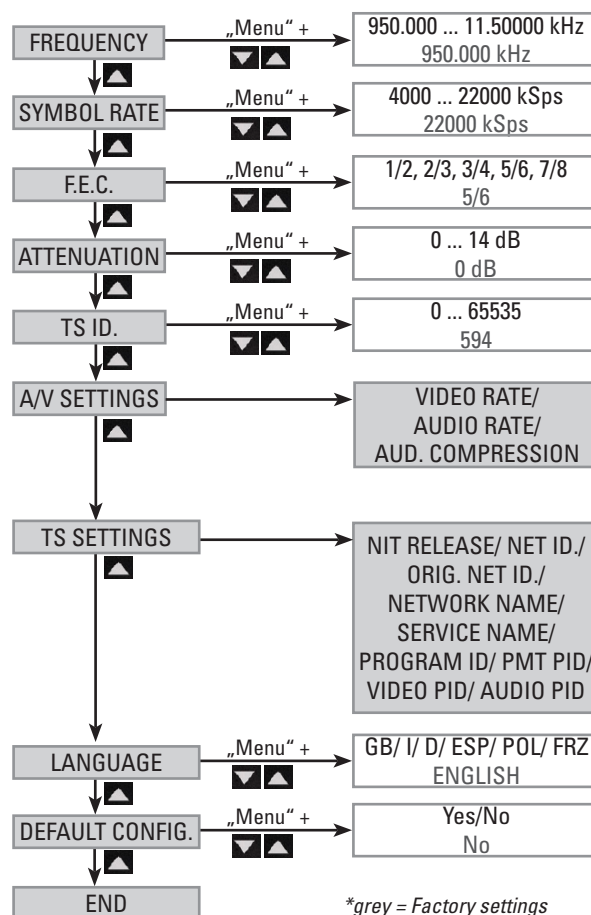 FREQUENCY
„Menu“ +
950.000 ... 11.50000 kHz
950.000 kHz
SYMBOL RATE
„Menu“ +
4000 ... 22000 kSps
22000 kSps
F.E.C.
„Menu“ +
1/2, 2/3, 3/4, 5/6, 7/8
5/6
ATTENUATION
„Menu“ +
0 ... 14 dB
0 dB
TS ID.
„Menu“ +
0 ... 65535
594
A/V SETTINGS
VIDEO RATE/
AUDIO RATE/
AUD. COMPRESSION
TS SETTINGS
NIT RELEASE/ NET ID./
ORIG. NET ID./
NETWORK NAME/
SERVICE NAME/
PROGRAM ID/ PMT PID/
VIDEO PID/ AUDIO PID
LANGUAGE
„Menu“ +
GB/ I/ D/ ESP/ POL/ FRZ
ENGLISH
DEFAULT CONFIG.
„Menu“ +
Yes/No
No
END
*grey = Factory settings